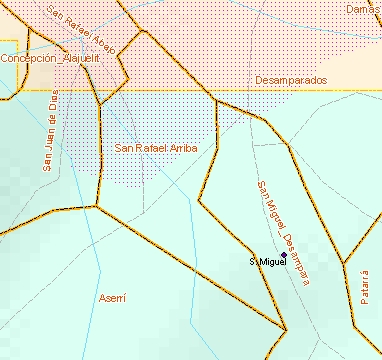 San Rafael Abajo
Damas
Concepción_Alajuelit
Desamparados
San Juan de Dios
San Rafael Arriba
San Miguel_Desampara
S. Miguel
Aserrí
Patarrá